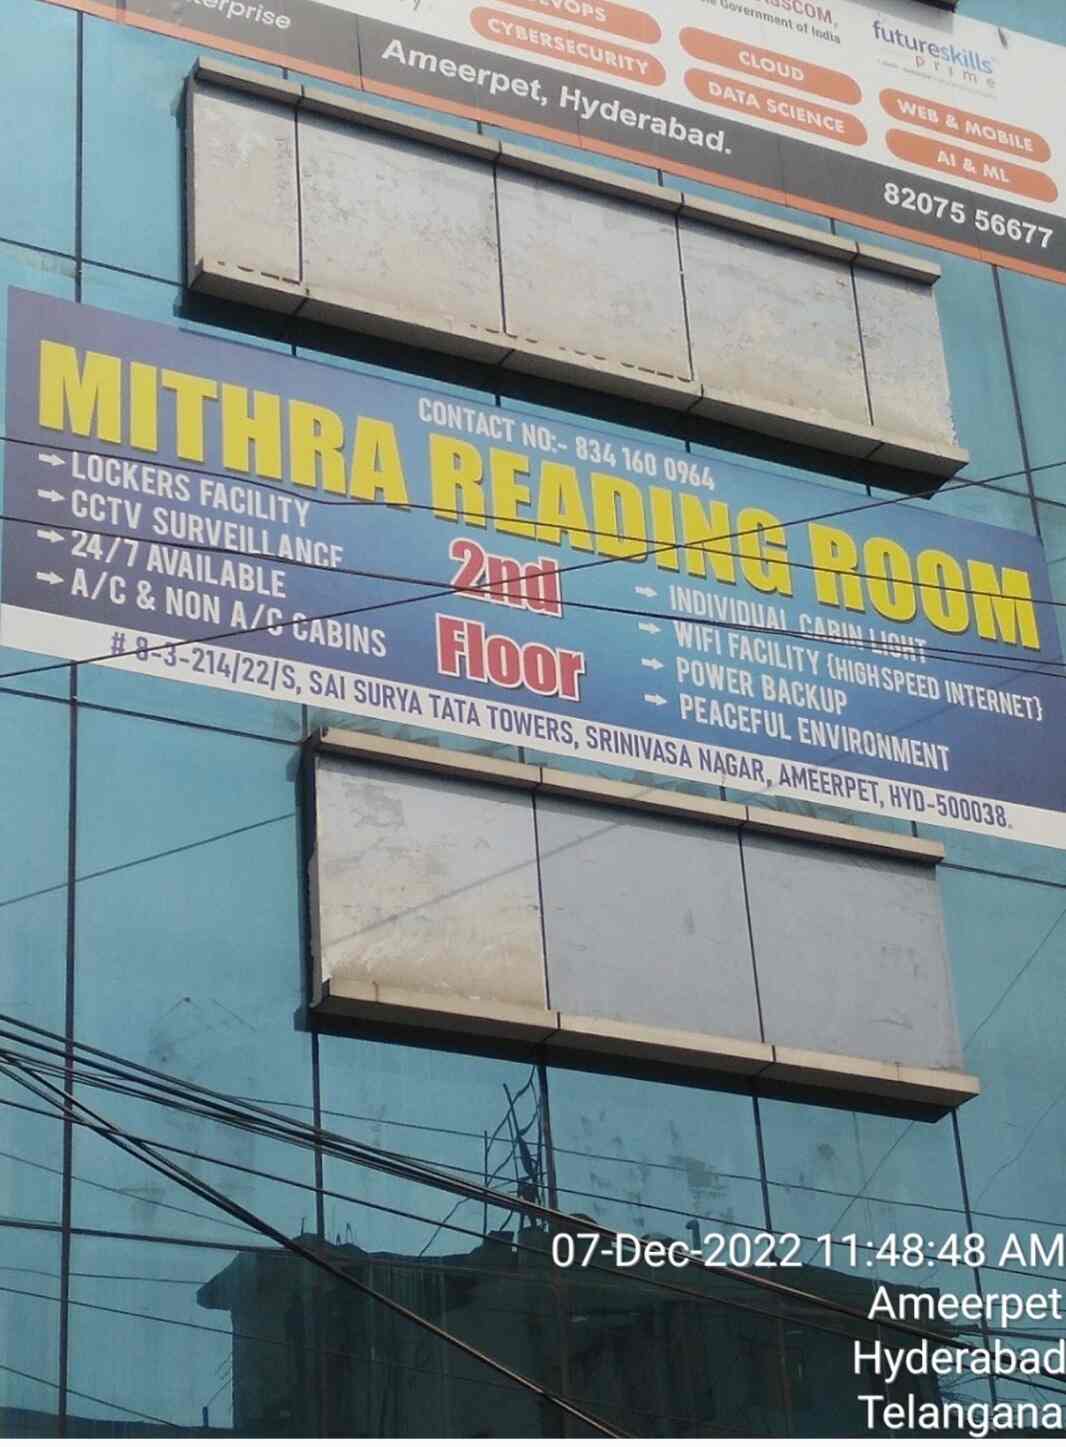 DEVOPS
CYBERSECURITY
CLOUD
DATA SCIENCE
Government of India
futureskills
prime
WEB & MOBILE
AI & ML
Ameerpet, Hyderabad.
82075 56677
CONTACT NO:- 834 160 0964
MITHRA READING ROOM
LOCKERS FACILITY
CCTV SURVEILLANCE
24/7 AVAILABLE
A/C & NON A/C CABINS
2nd
Floor
INDIVIDUAL CABIN LIGHT
WIFI FACILITY {HIGH SPEED INTERNET}
POWER BACKUP
PEACEFUL ENVIRONMENT
# 8-3-214/22/S, SAI SURYA TATA TOWERS, SRINIVASA NAGAR, AMEERPET, HYD-500038.
07-Dec-2022 11:48:48 AM
Ameerpet
Hyderabad
Telangana